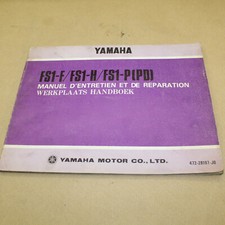 YAMAHA
FS1-F/FS1-H/FS1-P(PD)
MANUEL D'ENTRETIEN ET DE REPARATION
WERKPLAATS HANDBOEK
YAMAHA MOTOR CO., LTD.